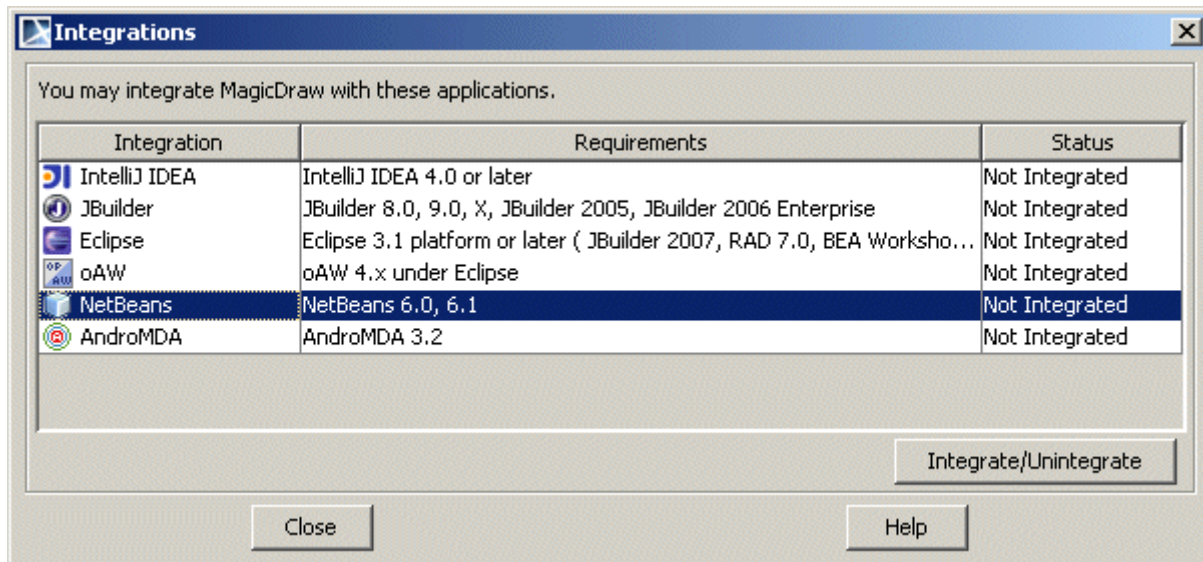 Integrations
You may integrate MagicDraw with these applications.
Integration Requirements Status
IntelliJ IDEA IntelliJ IDEA 4.0 or later Not Integrated
JBuilder JBuilder 8.0, 9.0, X, JBuilder 2005, JBuilder 2006 Enterprise Not Integrated
Eclipse Eclipse 3.1 platform or later ( JBuilder 2007, RAD 7.0, BEA Worksho... Not Integrated
oAW oAW 4.x under Eclipse Not Integrated
NetBeans NetBeans 6.0, 6.1 Not Integrated
AndroMDA AndroMDA 3.2 Not Integrated
Integrate/Unintegrate
Close Help